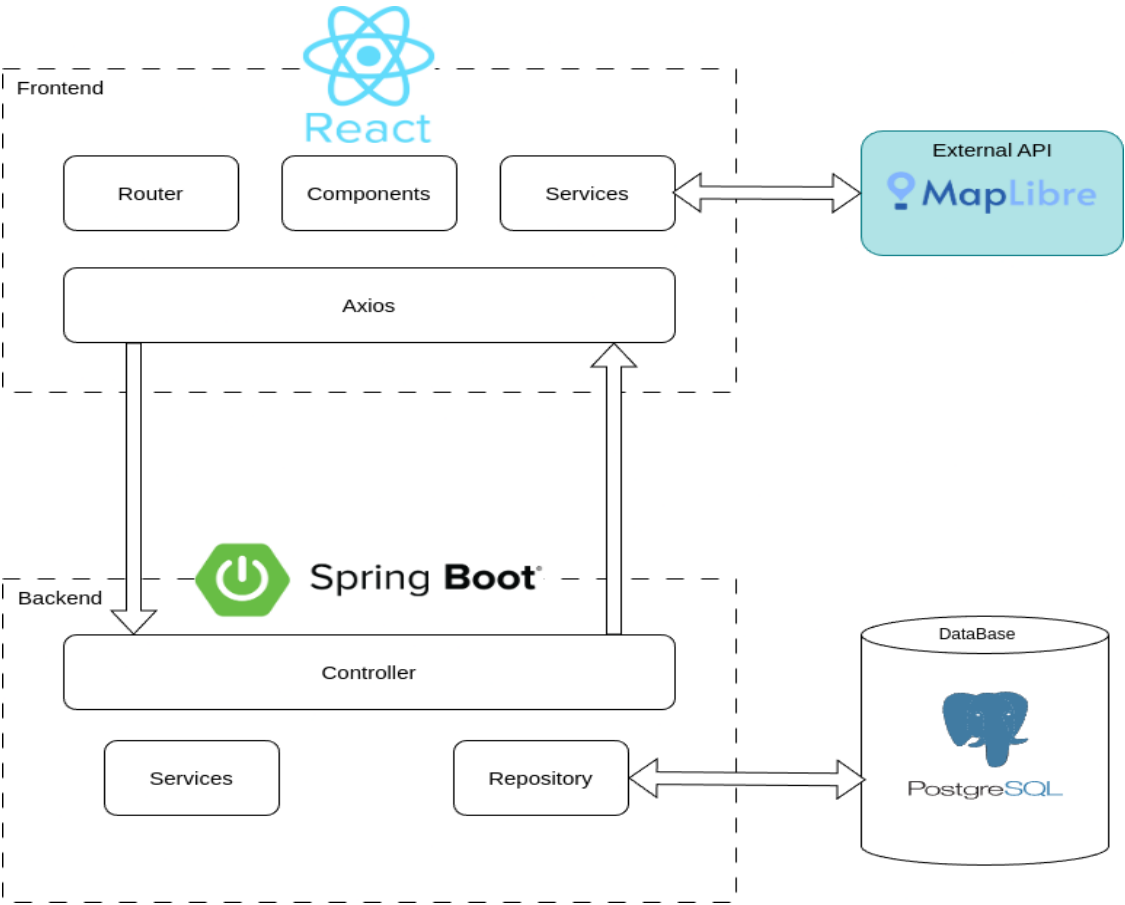 Frontend
React
Router
Components
Services
External API
MapLibre
Axios
Spring Boot
Backend
Controller
Services
Repository
DataBase
PostgreSQL